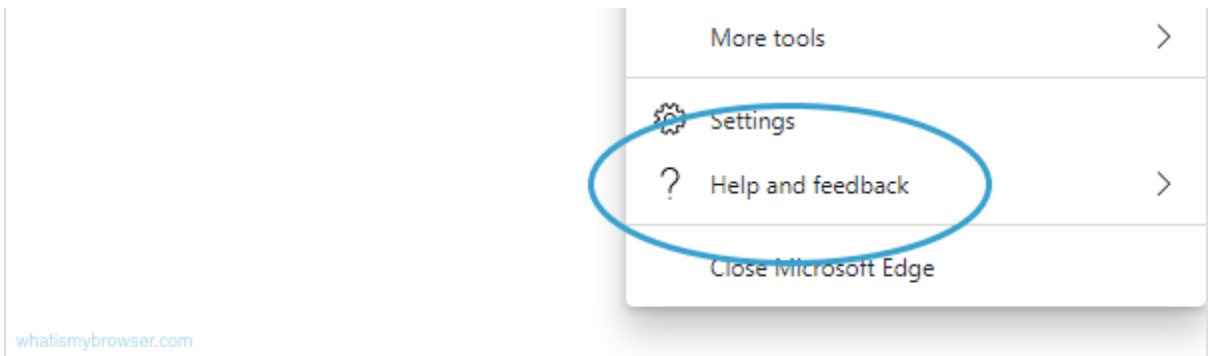 More tools
Settings
Help and feedback
Close Microsoft Edge
whatismybrowser.com